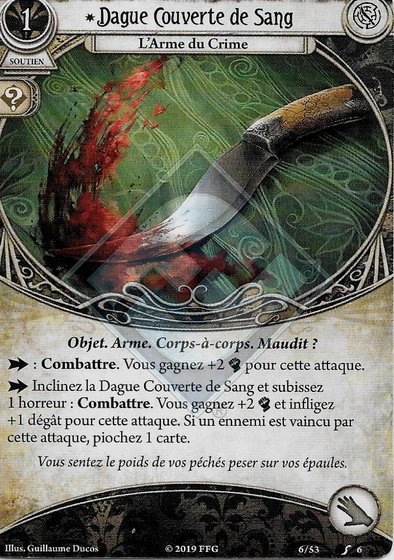 1
Dague Couverte de Sang
SOUTIEN
L'Arme du Crime
?
Objet. Arme. Corps-à-corps. Maudit ?
: Combattre. Vous gagnez +2 pour cette attaque.
Inclinez la Dague Couverte de Sang et subissez
1 horreur : Combattre. Vous gagnez +2 et infligez
+1 dégât pour cette attaque. Si un ennemi est vaincu par
cette attaque, piochez 1 carte.
Vous sentez le poids de vos péchés peser sur vos épaules.
Illus. Guillaume Ducos
© 2019 FFG
6/53
6